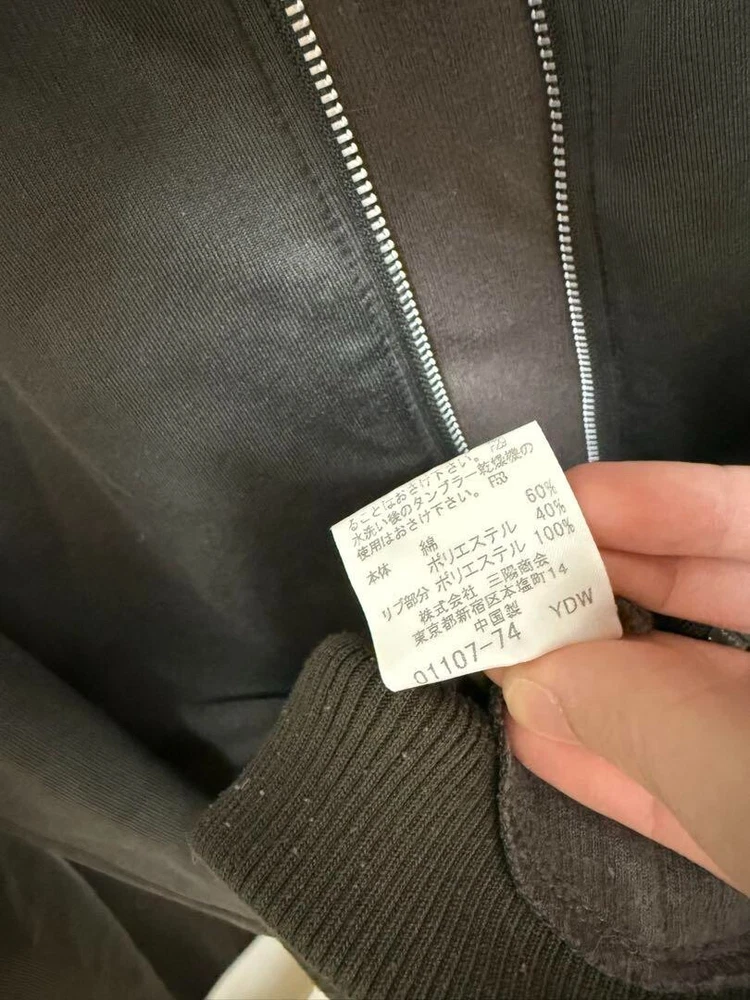 ることはおさけ下さい。 F23
水洗い後のタンブラー乾燥機の
使用はおさけ下さい。 F53
本体 綿 60%
ポリエステル 40%
リブ部分 ポリエステル 100%
株式会社 三陽商会
東京都新宿区本塩町14
中国製 YDW
01107-74